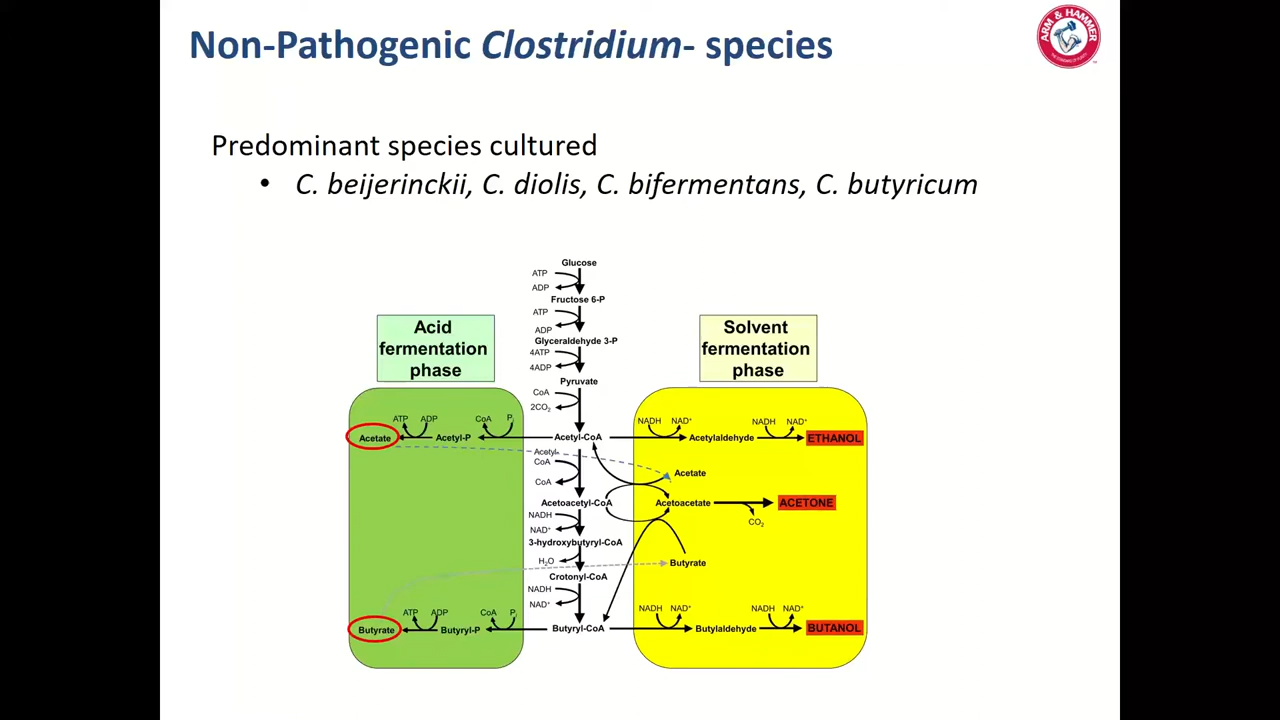 Non-Pathogenic Clostridium- species
ARM & HAMMER
Predominant species cultured
• C. beijerinckii, C. diolis, C. bifermentans, C. butyricum
Glucose
ATP
ADP
Fructose 6-P
ATP
ADP
Glyceraldehyde 3-P
4ATP
4ADP
Pyruvate
CoA
2CO₂
Acid
fermentation
phase
Solvent
fermentation
phase
ATP ADP CoA Pᵢ
Acetate Acetyl-P Acetyl-CoA
NADH NAD⁺ NADH NAD⁺
Acetylaldehyde ETHANOL
Acetyl-
CoA
CoA
Acetate
Acetoacetyl-CoA Acetoacetate ACETONE
CO₂
NADH
NAD⁺
3-hydroxybutyryl-CoA
H₂O
Butyrate
Crotonyl-CoA
NADH
NAD⁺
ATP ADP CoA Pᵢ
Butyrate Butyryl-P Butyryl-CoA
NADH NAD⁺ NADH NAD⁺
Butylaldehyde BUTANOL